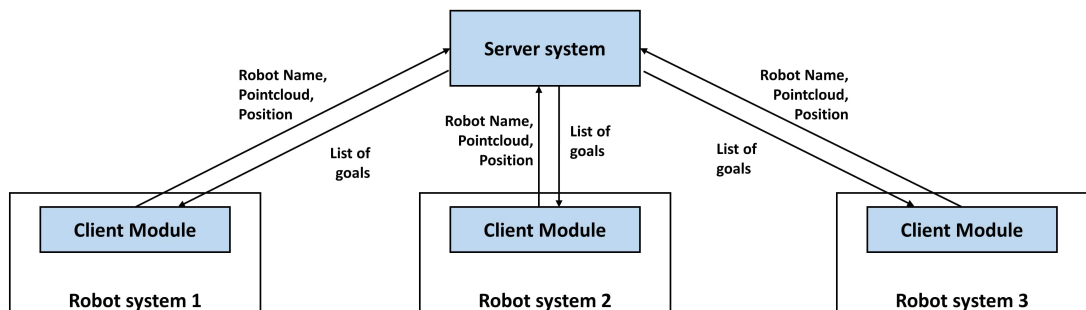 Server system
Robot Name,
Pointcloud,
Position
List of
goals
Robot Name,
Pointcloud,
Position
List of
goals
Robot Name,
Pointcloud,
Position
List of
goals
Client Module
Client Module
Client Module
Robot system 1
Robot system 2
Robot system 3